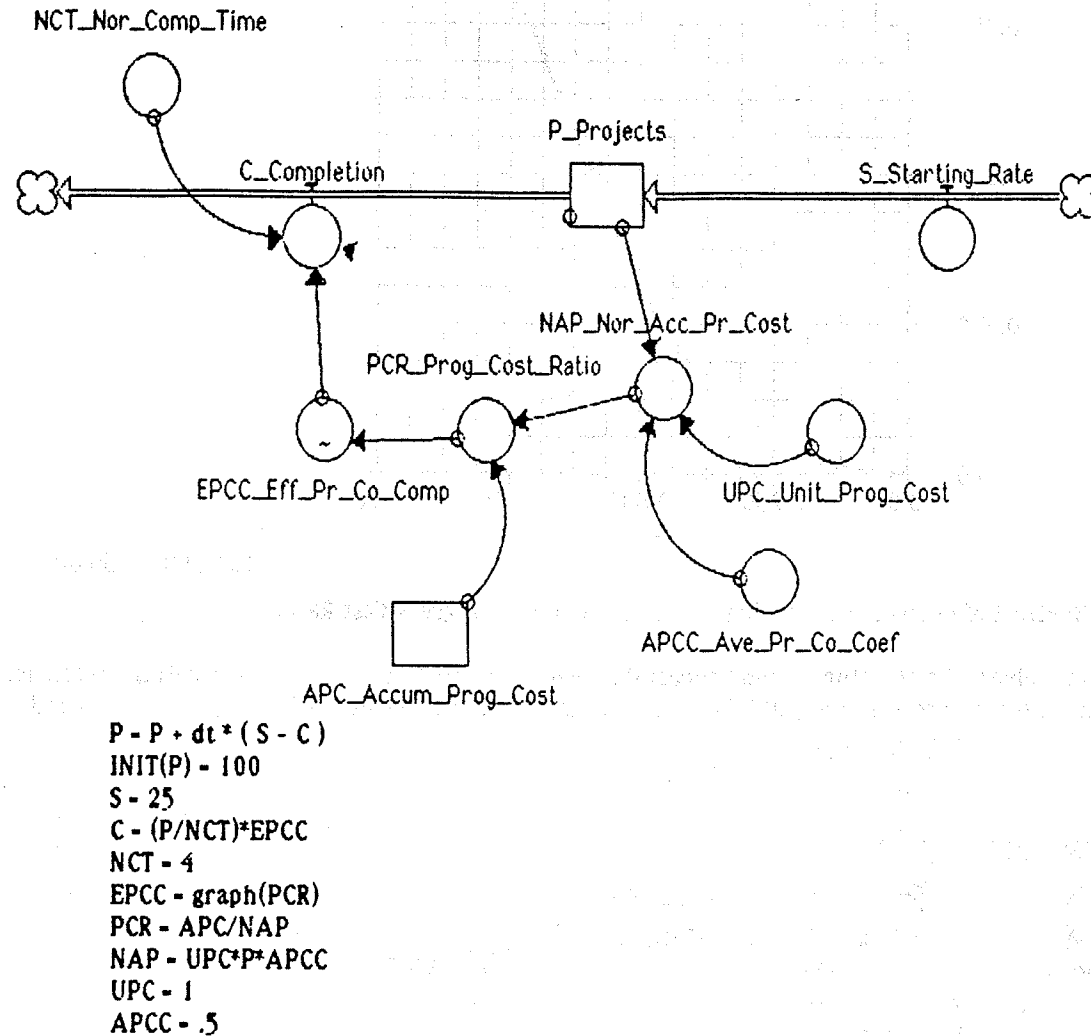 NCT_Nor_Comp_Time
P_Projects
C_Completion
S_Starting_Rate
NAP_Nor_Acc_Pr_Cost
PCR_Prog_Cost_Ratio
~
EPCC_Eff_Pr_Co_Comp
UPC_Unit_Prog_Cost
APCC_Ave_Pr_Co_Coef
APC_Accum_Prog_Cost
P = P + dt * ( S - C )
INIT(P) = 100
S = 25
C = (P/NCT)*EPCC
NCT = 4
EPCC = graph(PCR)
PCR = APC/NAP
NAP = UPC*P*APCC
UPC = 1
APCC = .5